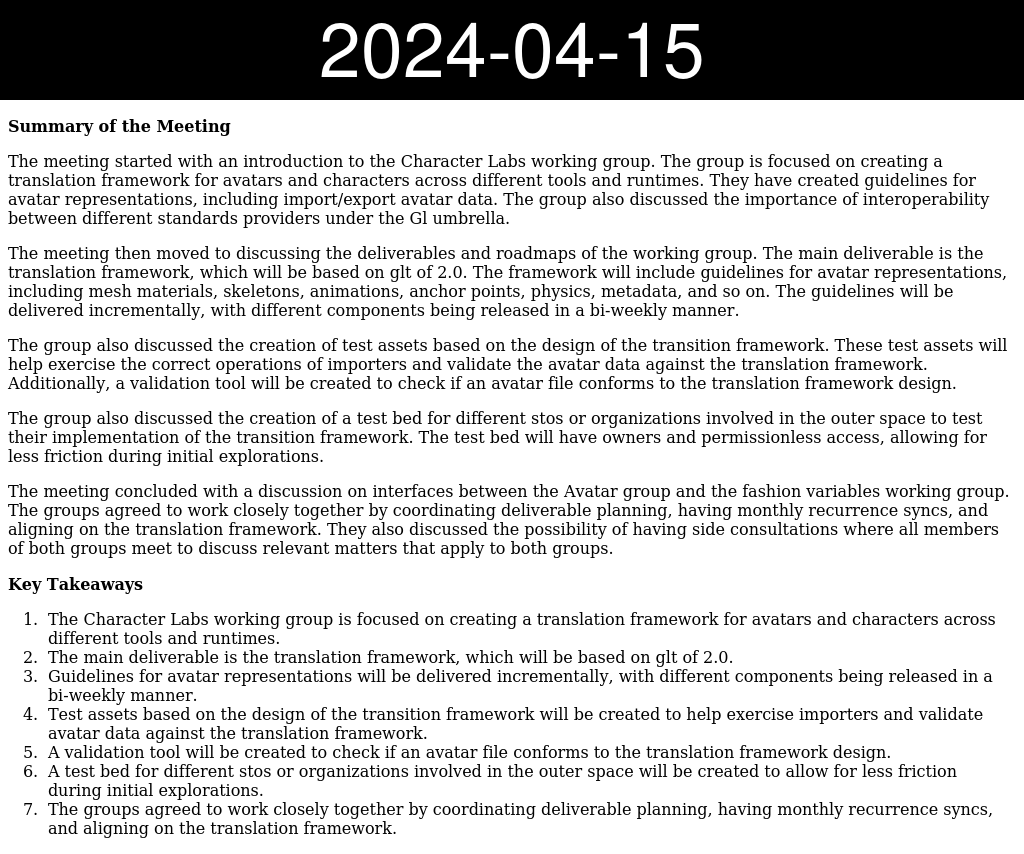 2024-04-15
Summary of the Meeting
The meeting started with an introduction to the Character Labs working group. The group is focused on creating a
translation framework for avatars and characters across different tools and runtimes. They have created guidelines for
avatar representations, including import/export avatar data. The group also discussed the importance of interoperability
between different standards providers under the Gl umbrella.
The meeting then moved to discussing the deliverables and roadmaps of the working group. The main deliverable is the
translation framework, which will be based on glt of 2.0. The framework will include guidelines for avatar representations,
including mesh materials, skeletons, animations, anchor points, physics, metadata, and so on. The guidelines will be
delivered incrementally, with different components being released in a bi-weekly manner.
The group also discussed the creation of test assets based on the design of the transition framework. These test assets will
help exercise the correct operations of importers and validate the avatar data against the translation framework.
Additionally, a validation tool will be created to check if an avatar file conforms to the translation framework design.
The group also discussed the creation of a test bed for different stos or organizations involved in the outer space to test
their implementation of the transition framework. The test bed will have owners and permissionless access, allowing for
less friction during initial explorations.
The meeting concluded with a discussion on interfaces between the Avatar group and the fashion variables working group.
The groups agreed to work closely together by coordinating deliverable planning, having monthly recurrence syncs, and
aligning on the translation framework. They also discussed the possibility of having side consultations where all members
of both groups meet to discuss relevant matters that apply to both groups.
Key Takeaways
1. The Character Labs working group is focused on creating a translation framework for avatars and characters across
different tools and runtimes.
2. The main deliverable is the translation framework, which will be based on glt of 2.0.
3. Guidelines for avatar representations will be delivered incrementally, with different components being released in a
bi-weekly manner.
4. Test assets based on the design of the transition framework will be created to help exercise importers and validate
avatar data against the translation framework.
5. A validation tool will be created to check if an avatar file conforms to the translation framework design.
6. A test bed for different stos or organizations involved in the outer space will be created to allow for less friction
during initial explorations.
7. The groups agreed to work closely together by coordinating deliverable planning, having monthly recurrence syncs,
and aligning on the translation framework.